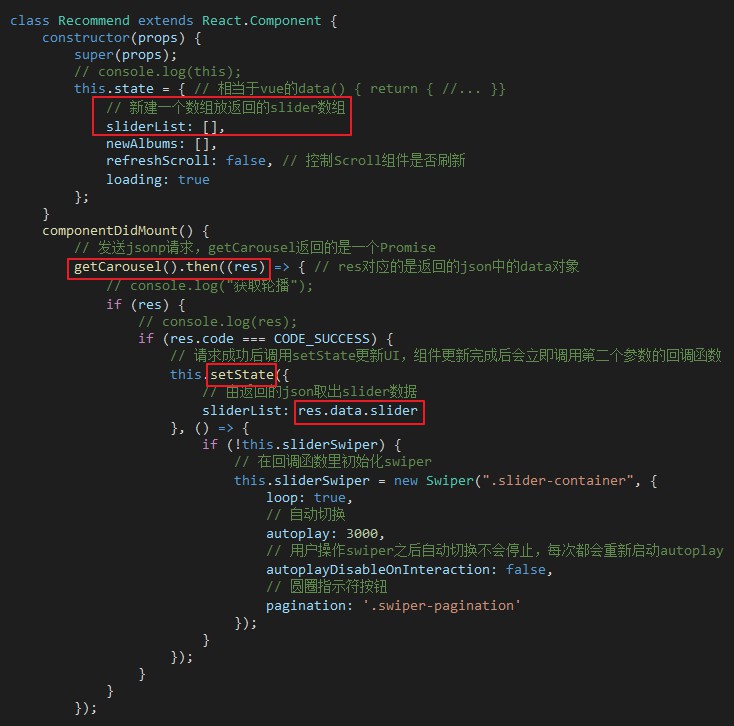 class Recommend extends React.Component {
constructor(props) {
super(props);
// console.log(this);
this.state = { // 相当于vue的data() { return { //... }}
// 新建一个数组放返回的slider数组
sliderList: [],
newAlbums: [],
refreshScroll: false, // 控制Scroll组件是否刷新
loading: true
};
}
componentDidMount() {
// 发送jsonp请求，getCarousel返回的是一个Promise
getCarousel().then((res) => { // res对应的是返回的json中的data对象
// console.log("获取轮播");
if (res) {
// console.log(res);
if (res.code === CODE_SUCCESS) {
// 请求成功后调用setState更新UI，组件更新完成后会立即调用第二个参数的回调函数
this.setState({
// 由返回的json取出slider数据
sliderList: res.data.slider
}, () => {
if (!this.sliderSwiper) {
// 在回调函数里初始化swiper
this.sliderSwiper = new Swiper(".slider-container", {
loop: true,
// 自动切换
autoplay: 3000,
// 用户操作swiper之后自动切换不会停止，每次都会重新启动autoplay
autoplayDisableOnInteraction: false,
// 圆圈指示符按钮
pagination: '.swiper-pagination'
});
}
});
}
}
});